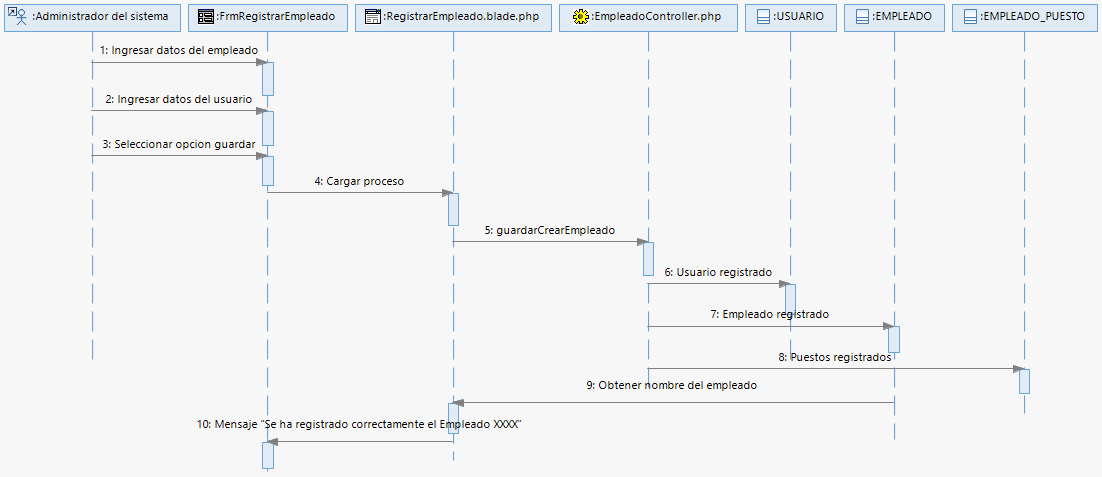 :Administrador del sistema
:FrmRegistrarEmpleado
:RegistrarEmpleado.blade.php
:EmpleadoController.php
:USUARIO
:EMPLEADO
:EMPLEADO_PUESTO
1: Ingresar datos del empleado
2: Ingresar datos del usuario
3: Seleccionar opcion guardar
4: Cargar proceso
5: guardarCrearEmpleado
6: Usuario registrado
7: Empleado registrado
8: Puestos registrados
9: Obtener nombre del empleado
10: Mensaje "Se ha registrado correctamente el Empleado XXXX"